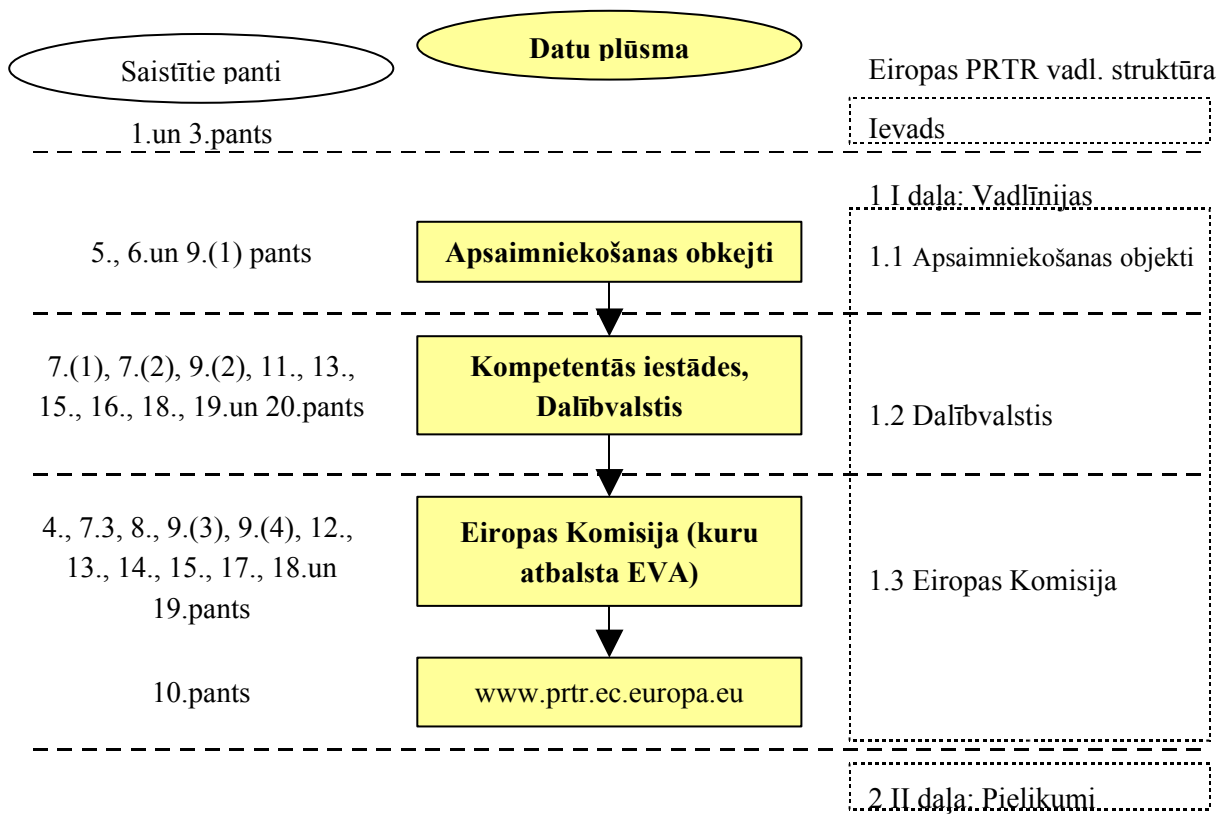 Saistītie panti
Datu plūsma
Eiropas PRTR vadl. struktūra
1.un 3.pants
Ievads
1 I daļa: Vadlīnijas
5., 6.un 9.(1) pants
Apsaimniekošanas obkejti
1.1 Apsaimniekošanas objekti
7.(1), 7.(2), 9.(2), 11., 13.,
15., 16., 18., 19.un 20.pants
Kompetentās iestādes,
Dalībvalstis
1.2 Dalībvalstis
4., 7.3, 8., 9.(3), 9.(4), 12.,
13., 14., 15., 17., 18.un
19.pants
Eiropas Komisija (kuru
atbalsta EVA)
1.3 Eiropas Komisija
10.pants
www.prtr.ec.europa.eu
2 II daļa: Pielikumi